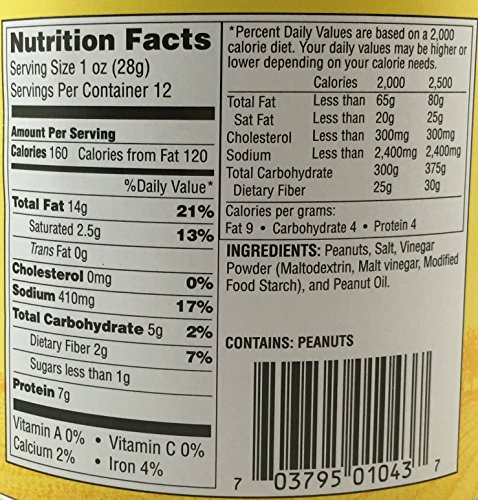 Nutrition Facts
Serving Size 1 oz (28g)
Servings Per Container 12
Amount Per Serving
Calories 160 Calories from Fat 120
%Daily Value*
Total Fat 14g 21%
Saturated 2.5g 13%
Trans Fat 0g
Cholesterol 0mg 0%
Sodium 410mg 17%
Total Carbohydrate 5g 2%
Dietary Fiber 2g 7%
Sugars less than 1g
Protein 7g
Vitamin A 0% • Vitamin C 0%
Calcium 2% • Iron 4%
*Percent Daily Values are based on a 2,000
calorie diet. Your daily values may be higher or
lower depending on your calorie needs.
Calories 2,000 2,500
Total Fat Less than 65g 80g
Sat Fat Less than 20g 25g
Cholesterol Less than 300mg 300mg
Sodium Less than 2,400mg 2,400mg
Total Carbohydrate 300g 375g
Dietary Fiber 25g 30g
Calories per grams:
Fat 9 • Carbohydrate 4 • Protein 4
INGREDIENTS: Peanuts, Salt, Vinegar
Powder (Maltodextrin, Malt vinegar, Modified
Food Starch), and Peanut Oil.
CONTAINS: PEANUTS
7 03795 01043 7